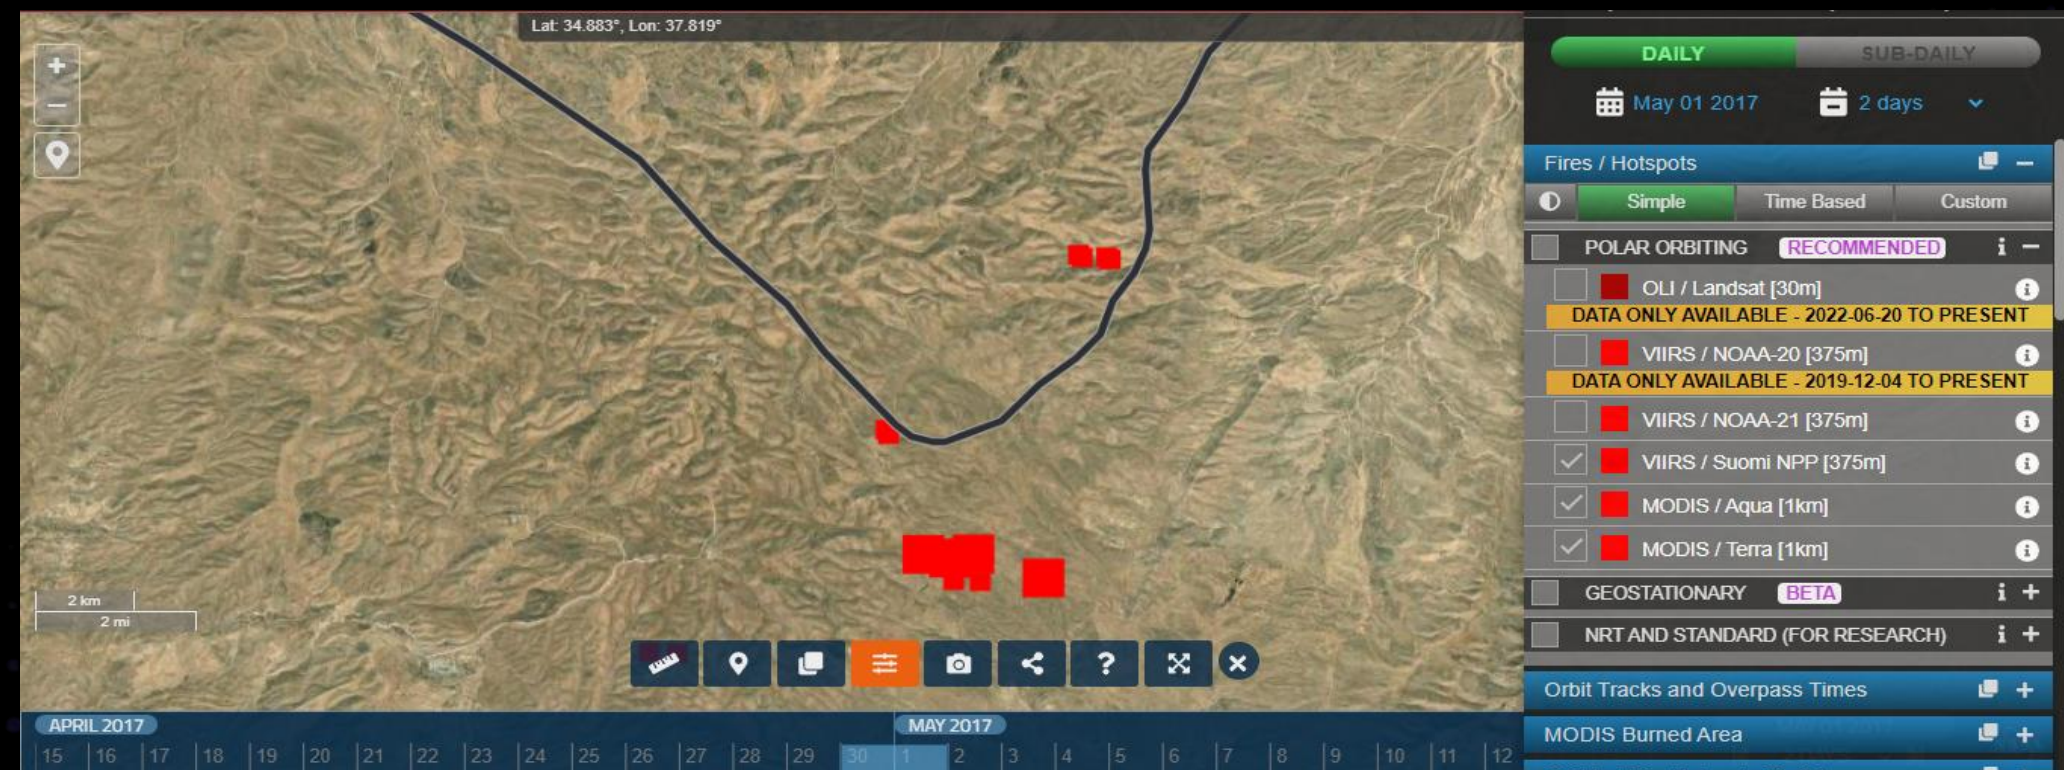 Lat: 34.883°, Lon: 37.819°
+
−
2 km
2 mi
?
APRIL 2017
MAY 2017
15 16 17 18 19 20 21 22 23 24 25 26 27 28 29 30 1 2 3 4 5 6 7 8 9 10 11 12
DAILY SUB-DAILY
May 01 2017 2 days
Fires / Hotspots
Simple Time Based Custom
POLAR ORBITING RECOMMENDED
OLI / Landsat [30m]
DATA ONLY AVAILABLE - 2022-06-20 TO PRESENT
VIIRS / NOAA-20 [375m]
DATA ONLY AVAILABLE - 2019-12-04 TO PRESENT
VIIRS / NOAA-21 [375m]
VIIRS / Suomi NPP [375m]
MODIS / Aqua [1km]
MODIS / Terra [1km]
GEOSTATIONARY BETA
NRT AND STANDARD (FOR RESEARCH)
Orbit Tracks and Overpass Times
MODIS Burned Area